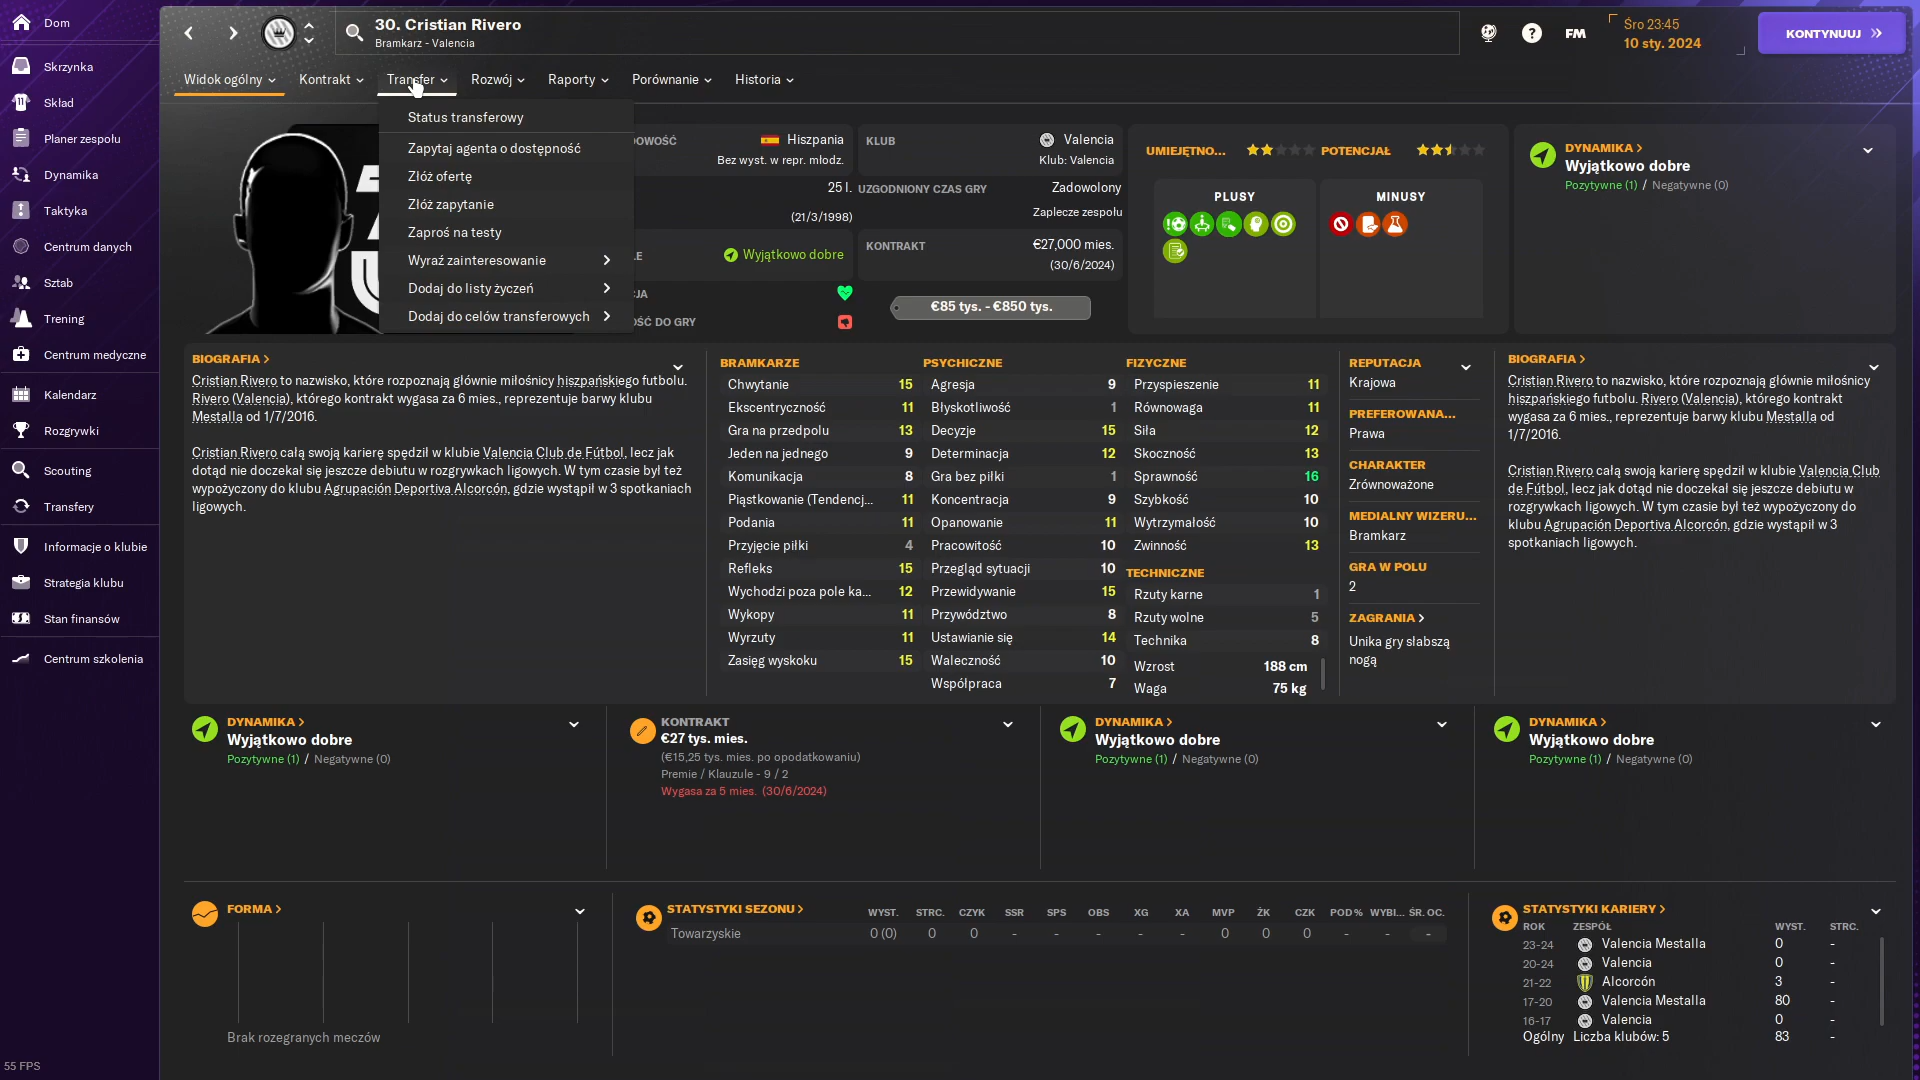 Dom
Skrzynka
Skład
Planer zespołu
Dynamika
Taktyka
Centrum danych
Sztab
Trening
Centrum medyczne
Kalendarz
Rozgrywki
Scouting
Transfery
Informacje o klubie
Strategia klubu
Stan finansów
Centrum szkolenia
55 FPS
30. Cristian Rivero
Bramkarz - Valencia
FM
Śro 23:45
10 sty. 2024
KONTYNUUJ
Widok ogólny
Kontrakt
Transfer
Rozwój
Raporty
Porównanie
Historia
Status transferowy
Zapytaj agenta o dostępność
Złóż ofertę
Złóż zapytanie
Zaproś na testy
Wyraź zainteresowanie
Dodaj do listy życzeń
Dodaj do celów transferowych
Hiszpania
Bez wyst. w repr. młodz.
25 l.
(21/3/1998)
Wyjątkowo dobre
KLUB
Valencia
Klub: Valencia
UZGODNIONY CZAS GRY
Zadowolony
Zaplecze zespołu
KONTRAKT
€27,000 mies.
(30/6/2024)
€85 tys. - €850 tys.
UMIEJĘTNO...
POTENCJAŁ
PLUSY
MINUSY
DYNAMIKA >
Wyjątkowo dobre
Pozytywne (1) / Negatywne (0)
BIOGRAFIA >
Cristian Rivero to nazwisko, które rozpoznają głównie miłośnicy hiszpańskiego futbolu.
Rivero (Valencia), którego kontrakt wygasa za 6 mies., reprezentuje barwy klubu
Mestalla od 1/7/2016.
Cristian Rivero całą swoją karierę spędził w klubie Valencia Club de Fútbol, lecz jak
dotąd nie doczekał się jeszcze debiutu w rozgrywkach ligowych. W tym czasie był też
wypożyczony do klubu Agrupación Deportiva Alcorcón, gdzie wystąpił w 3 spotkaniach
ligowych.
BRAMKARZE
Chwytanie 15
Ekscentryczność 11
Gra na przedpolu 13
Jeden na jednego 9
Komunikacja 8
Piąstkowanie (Tendencj... 11
Podania 11
Przyjęcie piłki 4
Refleks 15
Wychodzi poza pole ka... 12
Wykopy 11
Wyrzuty 11
Zasięg wyskoku 15
PSYCHICZNE
Agresja 9
Błyskotliwość 1
Decyzje 15
Determinacja 12
Gra bez piłki 1
Koncentracja 9
Opanowanie 11
Pracowitość 10
Przegląd sytuacji 10
Przewidywanie 15
Przywództwo 8
Ustawianie się 14
Waleczność 10
Współpraca 7
FIZYCZNE
Przyspieszenie 11
Równowaga 11
Siła 12
Skoczność 13
Sprawność 16
Szybkość 10
Wytrzymałość 10
Zwinność 13
TECHNICZNE
Rzuty karne 1
Rzuty wolne 5
Technika 8
Wzrost 188 cm
Waga 75 kg
REPUTACJA
Krajowa
PREFEROWANA...
Prawa
CHARAKTER
Zrównoważone
MEDIALNY WIZERU...
Bramkarz
GRA W POLU
2
ZAGRANIA >
Unika gry słabszą
nogą
BIOGRAFIA >
Cristian Rivero to nazwisko, które rozpoznają głównie miłośnicy
hiszpańskiego futbolu. Rivero (Valencia), którego kontrakt
wygasa za 6 mies., reprezentuje barwy klubu Mestalla od
1/7/2016.
Cristian Rivero całą swoją karierę spędził w klubie Valencia Club
de Fútbol, lecz jak dotąd nie doczekał się jeszcze debiutu w
rozgrywkach ligowych. W tym czasie był też wypożyczony do
klubu Agrupación Deportiva Alcorcón, gdzie wystąpił w 3
spotkaniach ligowych.
DYNAMIKA >
Wyjątkowo dobre
Pozytywne (1) / Negatywne (0)
KONTRAKT
€27 tys. mies.
(€15,25 tys. mies. po opodatkowaniu)
Premie / Klauzule - 9 / 2
Wygasa za 5 mies. (30/6/2024)
DYNAMIKA >
Wyjątkowo dobre
Pozytywne (1) / Negatywne (0)
DYNAMIKA >
Wyjątkowo dobre
Pozytywne (1) / Negatywne (0)
FORMA >
Brak rozegranych meczów
STATYSTYKI SEZONU > WYST. STRC. CZYK SSR SPS OBS XG XA MVP ŻK CZK POD% WYBI... ŚR. OC.
Towarzyskie 0 (0) 0 0 - - - - - 0 0 0 - - -
STATYSTYKI KARIERY >
ROK ZESPÓŁ WYST. STRC.
23-24 Valencia Mestalla 0 -
20-24 Valencia 0 -
21-22 Alcorcón 3 -
17-20 Valencia Mestalla 80 -
16-17 Valencia 0 -
Ogólny Liczba klubów: 5 83 -